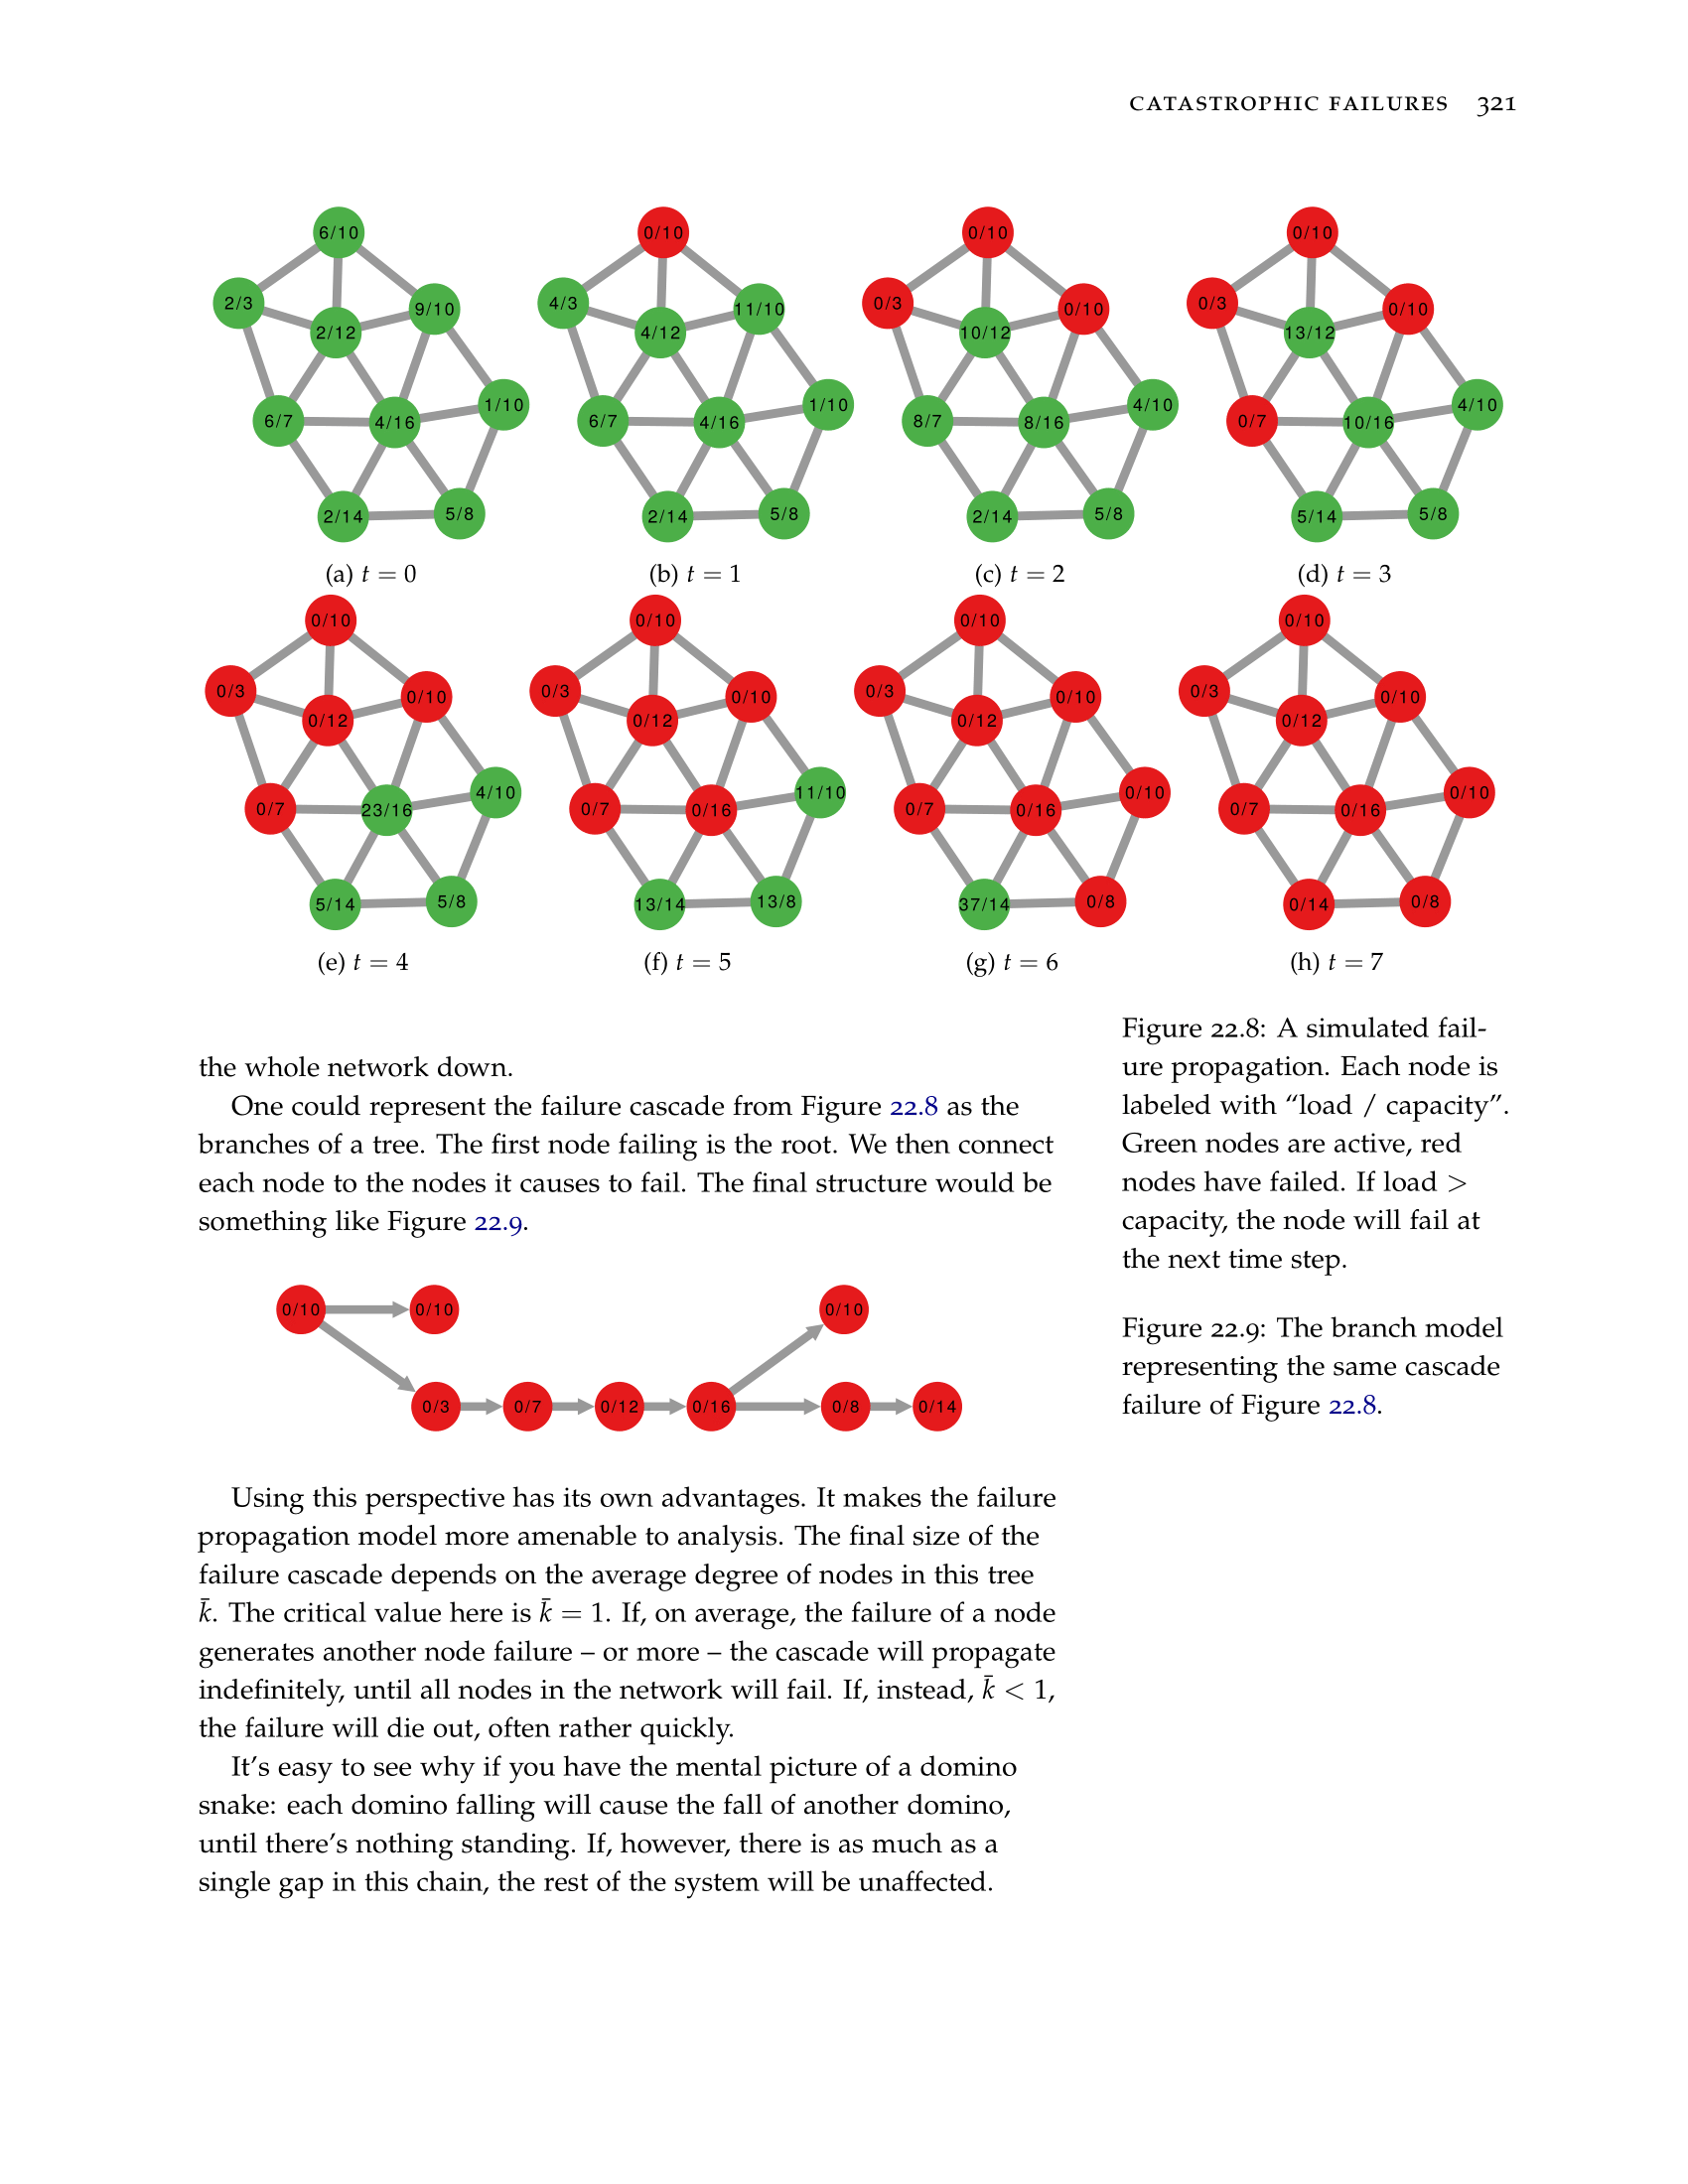 CATASTROPHIC FAILURES 321
6/10
2/3
9/10
2/12
6/7
4/16
1/10
2/14
5/8
(a) t = 0
0/10
4/3
11/10
4/12
6/7
4/16
1/10
2/14
5/8
(b) t = 1
0/10
0/3
0/10
10/12
8/7
8/16
4/10
2/14
5/8
(c) t = 2
0/10
0/3
0/10
13/12
0/7
10/16
4/10
5/14
5/8
(d) t = 3
0/10
0/3
0/10
0/12
0/7
23/16
4/10
5/14
5/8
(e) t = 4
0/10
0/3
0/10
0/12
0/7
0/16
11/10
13/14
13/8
(f) t = 5
0/10
0/3
0/10
0/12
0/7
0/16
0/10
37/14
0/8
(g) t = 6
0/10
0/3
0/10
0/12
0/7
0/16
0/10
0/14
0/8
(h) t = 7
Figure 22.8: A simulated fail-
ure propagation. Each node is
labeled with “load / capacity”.
Green nodes are active, red
nodes have failed. If load >
capacity, the node will fail at
the next time step.
the whole network down.
One could represent the failure cascade from Figure 22.8 as the
branches of a tree. The first node failing is the root. We then connect
each node to the nodes it causes to fail. The final structure would be
something like Figure 22.9.
0/10
0/10
0/10
0/3
0/7
0/12
0/16
0/8
0/14
Figure 22.9: The branch model
representing the same cascade
failure of Figure 22.8.
Using this perspective has its own advantages. It makes the failure
propagation model more amenable to analysis. The final size of the
failure cascade depends on the average degree of nodes in this tree
k̄. The critical value here is k̄ = 1. If, on average, the failure of a node
generates another node failure – or more – the cascade will propagate
indefinitely, until all nodes in the network will fail. If, instead, k̄ < 1,
the failure will die out, often rather quickly.
It’s easy to see why if you have the mental picture of a domino
snake: each domino falling will cause the fall of another domino,
until there’s nothing standing. If, however, there is as much as a
single gap in this chain, the rest of the system will be unaffected.